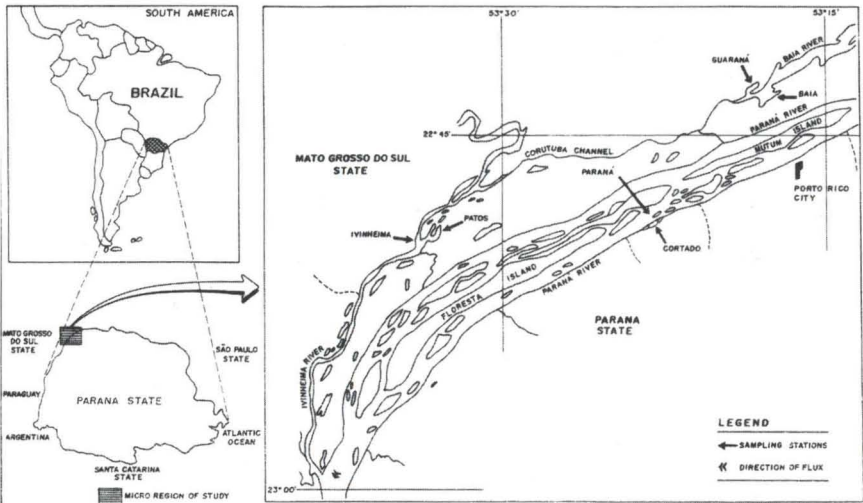 SOUTH AMERICA
BRAZIL
MATO GROSSO
DO SUL
STATE
SÃO PAULO
STATE
PARAGUAY
PARANA STATE
ARGENTINA
ATLANTIC
OCEAN
SANTA CATARINA
STATE
MICRO REGION OF STUDY
53°30'
53°15'
GUARANÁ
BAIA RIVER
BAIA
PARANÁ RIVER
22° 45'
MUTUM ISLAND
CORUTUBA CHANNEL
MATO GROSSO DO SUL
STATE
PARANÁ
PORTO RICO
CITY
PATOS
IVINHEIMA
CORTADO
FLORESTA ISLAND
PARANÁ RIVER
PARANA
STATE
IVINHEIMA RIVER
LEGEND
SAMPLING STATIONS
DIRECTION OF FLUX
23° 00'